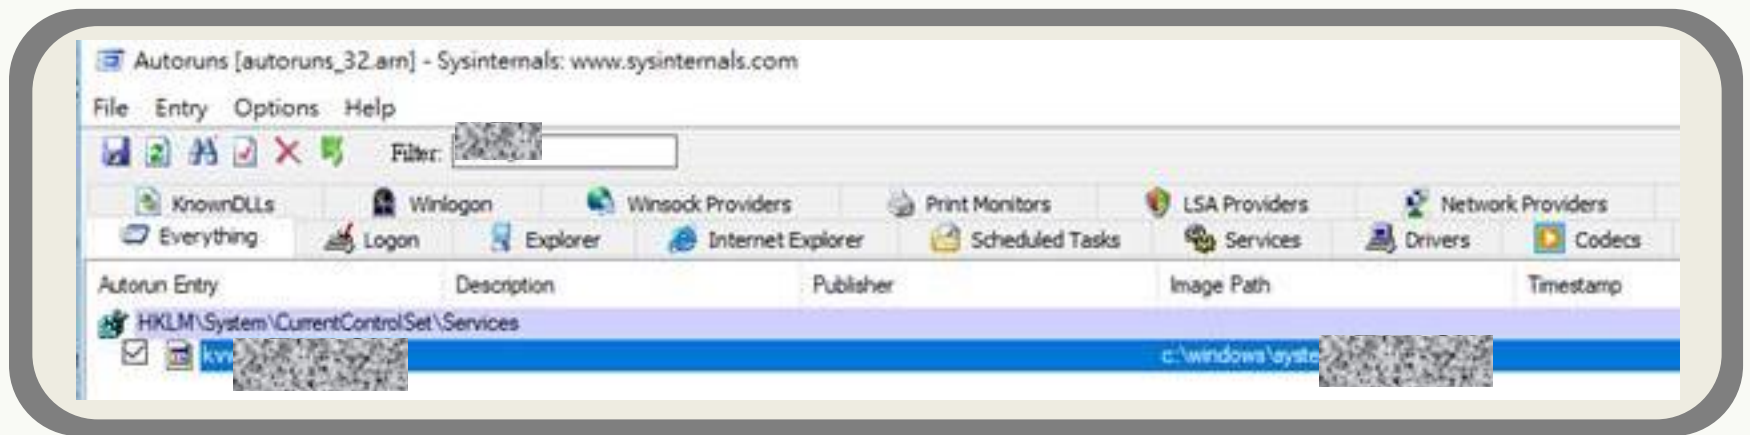 Autoruns [autoruns_32.arn] - Sysinternals: www.sysinternals.com
File Entry Options Help
Filter:
KnownDLLs Winlogon Winsock Providers Print Monitors LSA Providers Network Providers
Everything Logon Explorer Internet Explorer Scheduled Tasks Services Drivers Codecs
Autorun Entry Description Publisher Image Path Timestamp
HKLM\System\CurrentControlSet\Services
c:\windows\syste